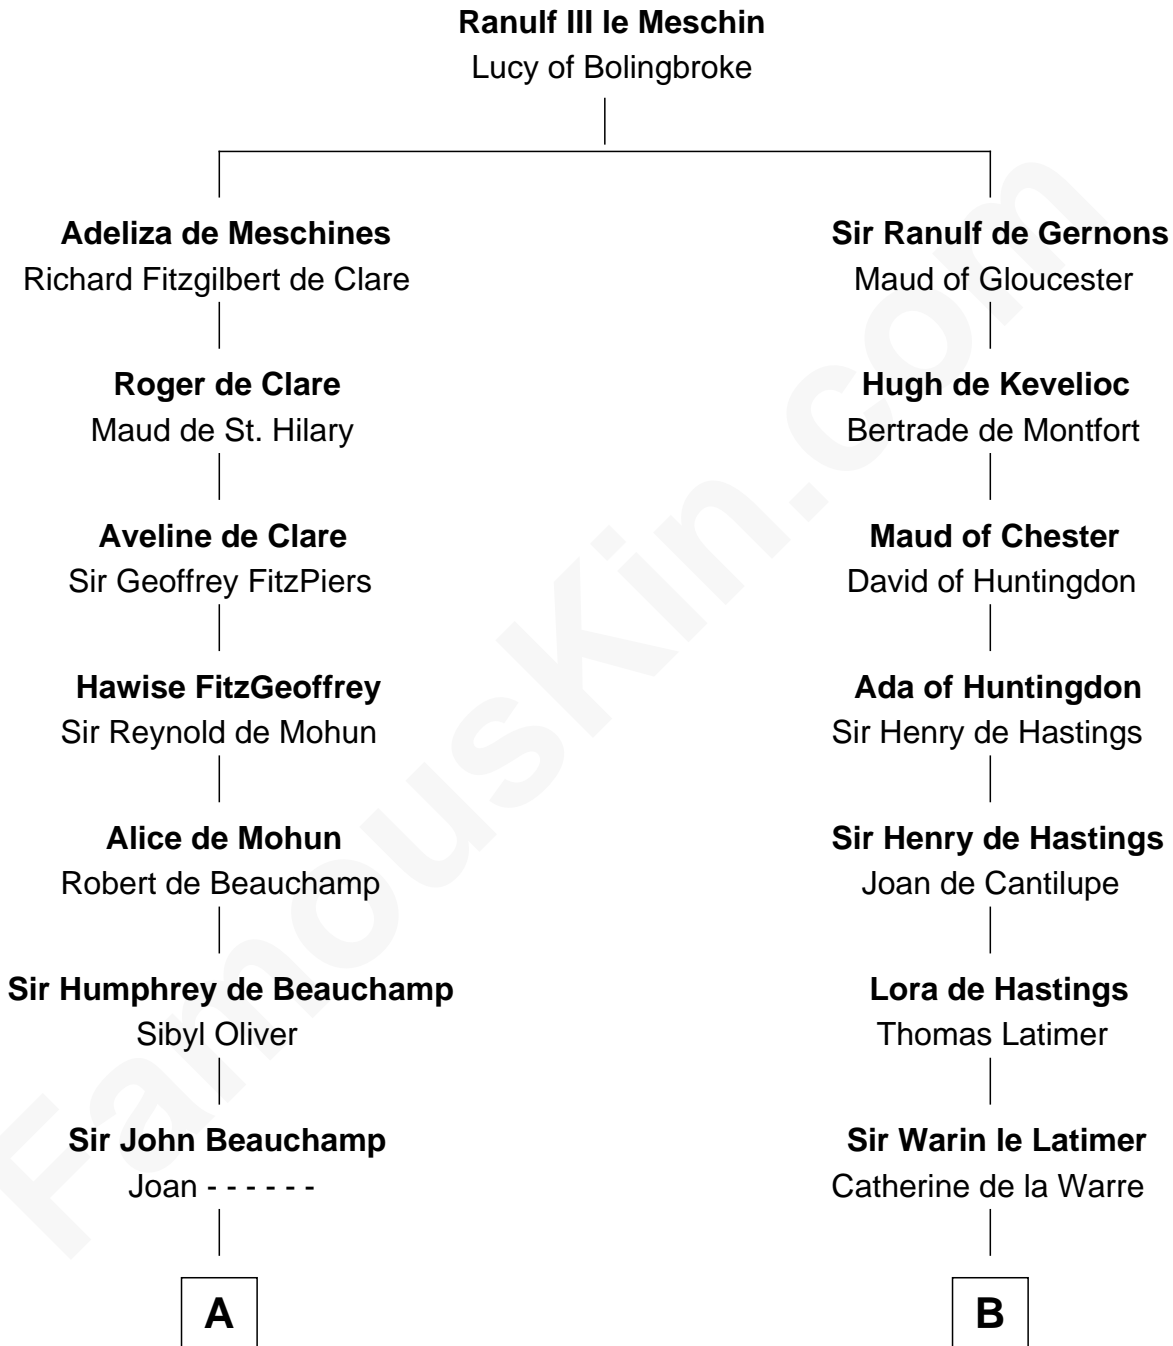 Ranulf III le Meschin
Lucy of Bolingbroke
Adeliza de Meschines
Richard Fitzgilbert de Clare
Sir Ranulf de Gernons
Maud of Gloucester
Roger de Clare
Maud de St. Hilary
Hugh de Kevelioc
Bertrade de Montfort
Aveline de Clare
Sir Geoffrey FitzPiers
Maud of Chester
David of Huntingdon
Hawise FitzGeoffrey
Sir Reynold de Mohun
Ada of Huntingdon
Sir Henry de Hastings
Alice de Mohun
Robert de Beauchamp
Sir Henry de Hastings
Joan de Cantilupe
Sir Humphrey de Beauchamp
Sibyl Oliver
Lora de Hastings
Thomas Latimer
Sir John Beauchamp
Joan - - - - - -
Sir Warin le Latimer
Catherine de la Warre
A
B
FamousKin.com